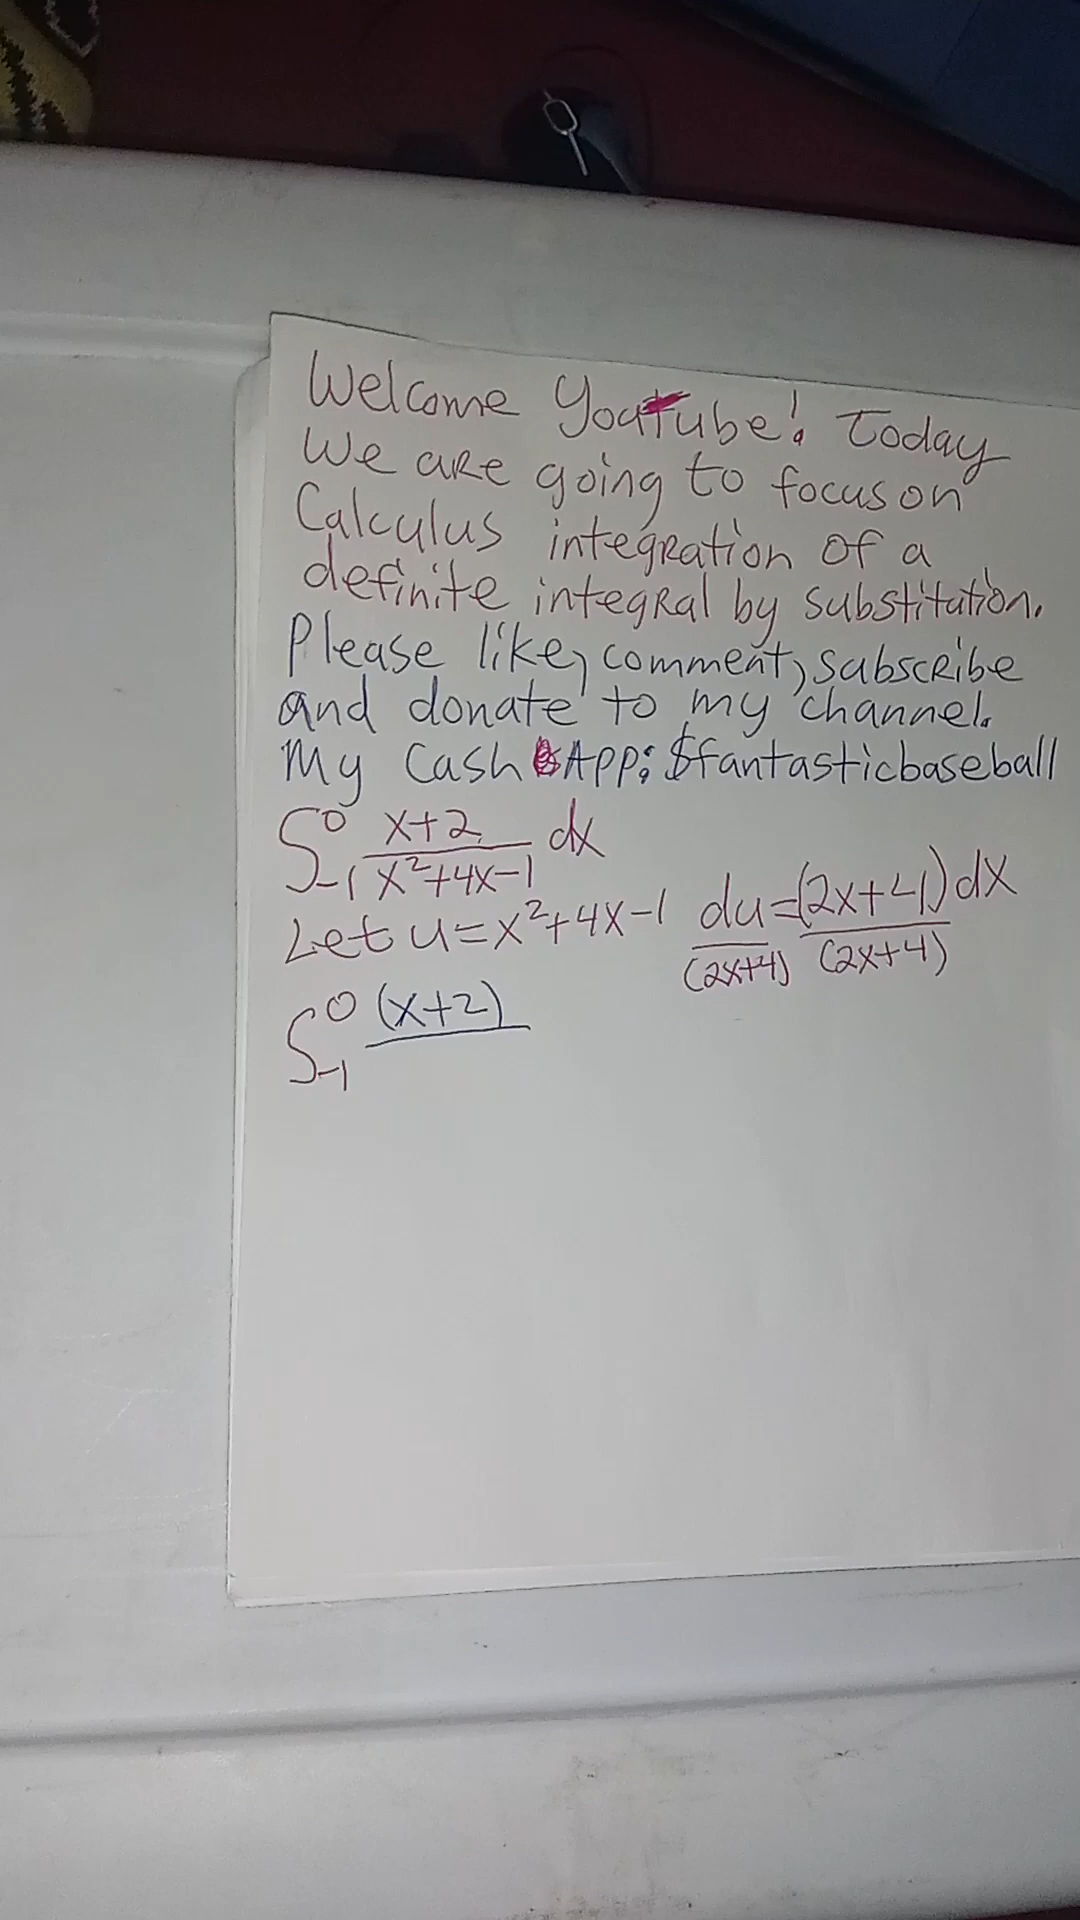 Welcome Youtube! Today
We are going to focus on
Calculus integration of a
definite integral by substitution.
Please like, comment, subscribe
and donate to my channel.
My Cash App: $fantasticbaseball
∫₋₁⁰ (x+2)/(x²+4x-1) dx
Let u=x²+4x-1 du/(2x+4)=(2x+4)dx/(2x+4)
∫₋₁⁰ (x+2)